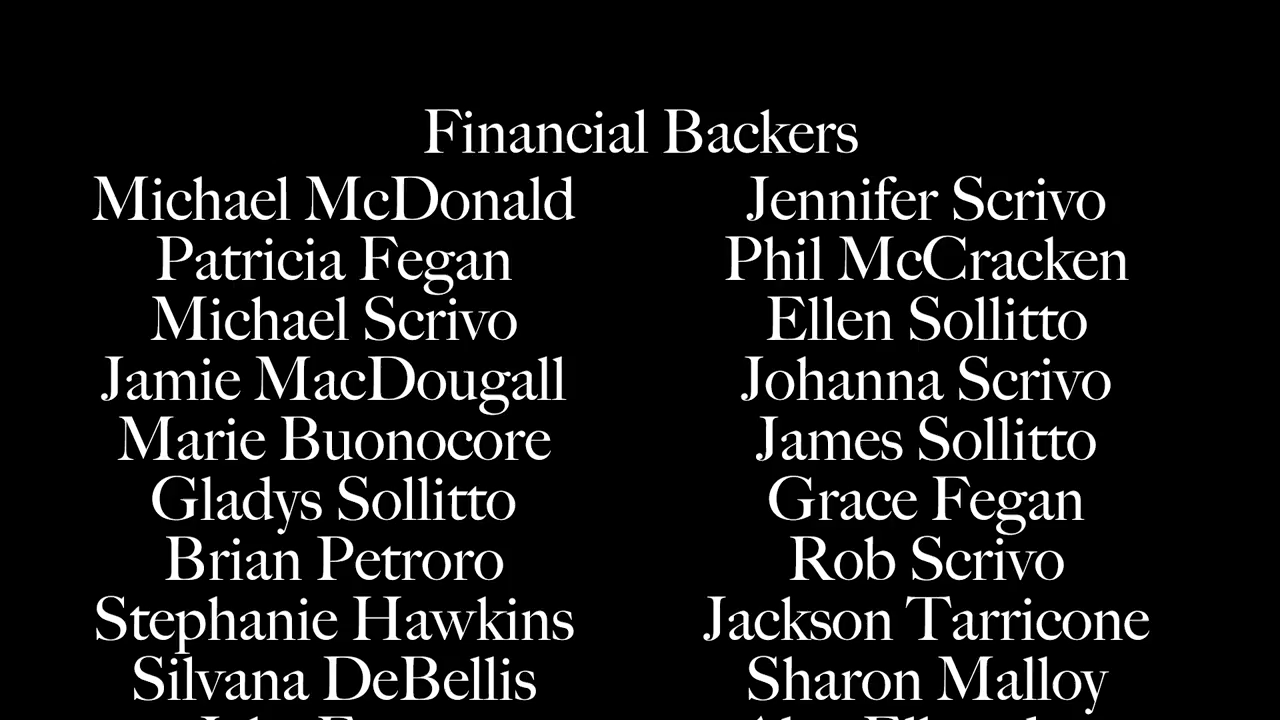 Financial Backers
Michael McDonald
Patricia Fegan
Michael Scrivo
Jamie MacDougall
Marie Buonocore
Gladys Sollitto
Brian Petroro
Stephanie Hawkins
Silvana DeBellis
Jennifer Scrivo
Phil McCracken
Ellen Sollitto
Johanna Scrivo
James Sollitto
Grace Fegan
Rob Scrivo
Jackson Tarricone
Sharon Malloy